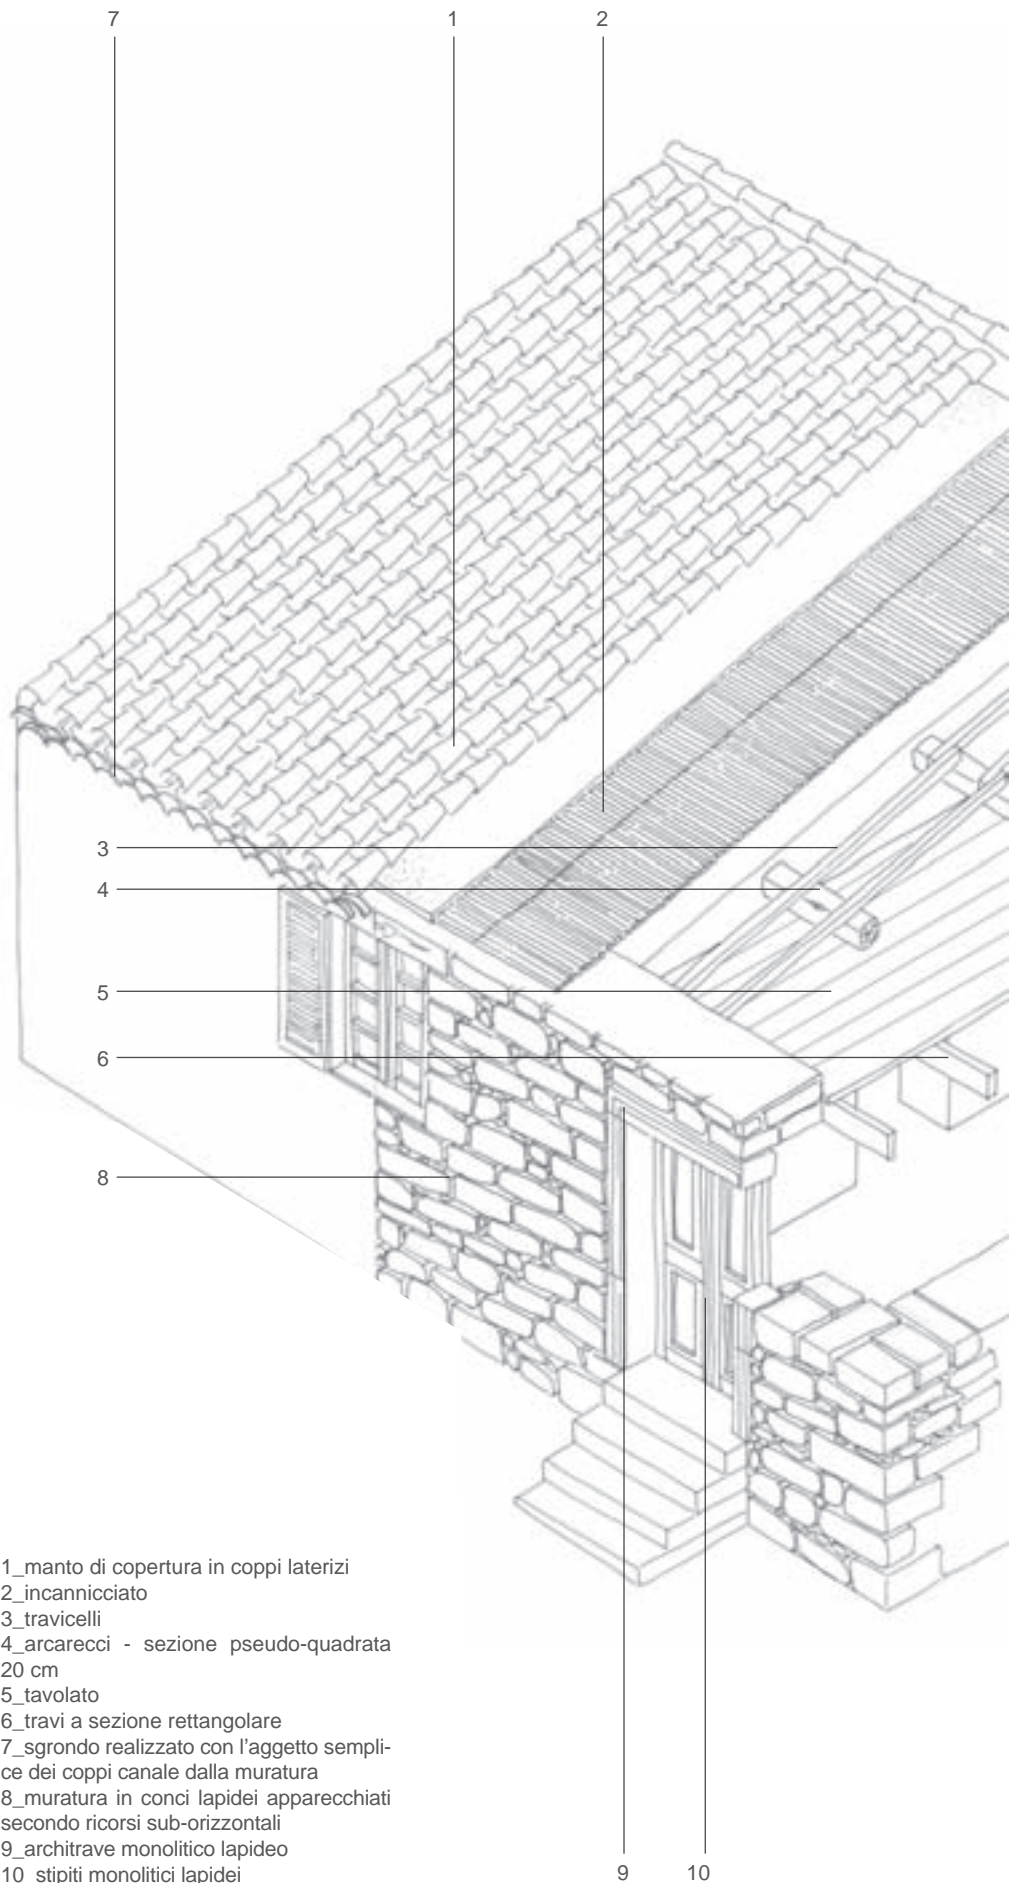 7 1 2
3
4
5
6
8
1_manto di copertura in coppi laterizi
2_incannicciato
3_travicelli
4_arcarecci - sezione pseudo-quadrata
20 cm
5_tavolato
6_travi a sezione rettangolare
7_sgrondo realizzato con l'aggetto sempli-
ce dei coppi canale dalla muratura
8_muratura in conci lapidei apparecchiati
secondo ricorsi sub-orizzontali
9_architrave monolitico lapideo
10_stipiti monolitici lapidei
9 10